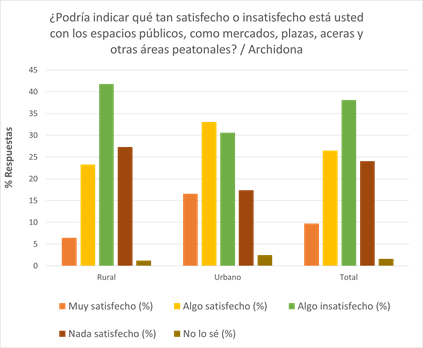 ¿Podría indicar qué tan satisfecho o insatisfecho está usted
con los espacios públicos, como mercados, plazas, aceras y
otras áreas peatonales? / Archidona
% Respuestas
45
40
35
30
25
20
15
10
5
0
Rural Urbano Total
Muy satisfecho (%) Algo satisfecho (%) Algo insatisfecho (%)
Nada satisfecho (%) No lo sé (%)